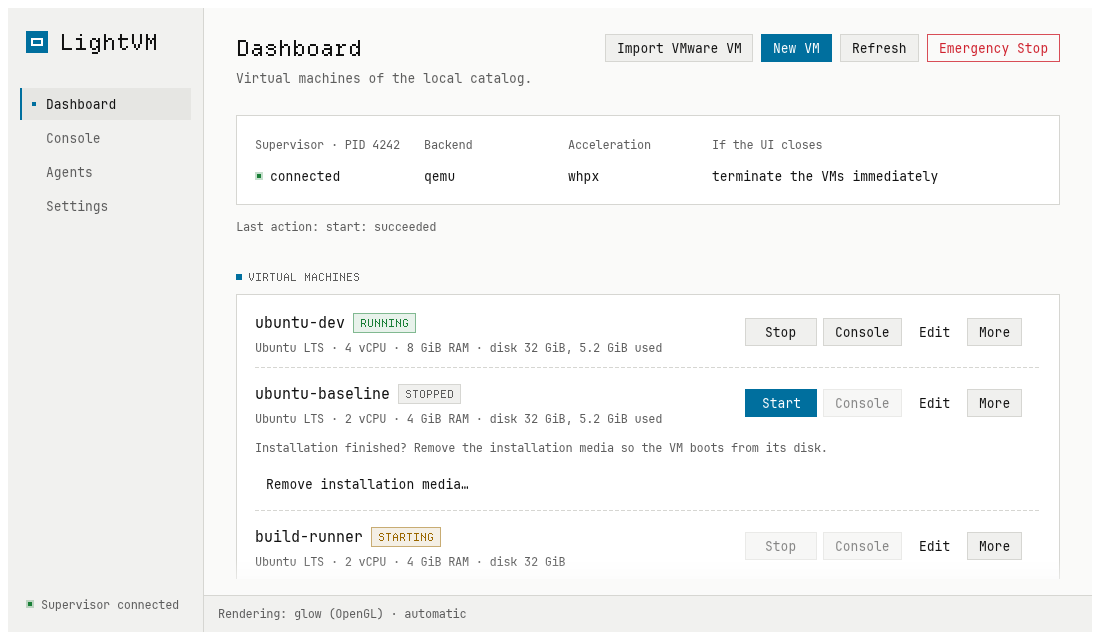 LightVM
Dashboard
Console
Agents
Settings
Supervisor connected
Dashboard
Virtual machines of the local catalog.
Import VMware VM
New VM
Refresh
Emergency Stop
Supervisor · PID 4242
Backend
Acceleration
If the UI closes
connected
qemu
whpx
terminate the VMs immediately
Last action: start: succeeded
VIRTUAL MACHINES
ubuntu-dev RUNNING
Ubuntu LTS · 4 vCPU · 8 GiB RAM · disk 32 GiB, 5.2 GiB used
Stop
Console
Edit
More
ubuntu-baseline STOPPED
Ubuntu LTS · 2 vCPU · 4 GiB RAM · disk 32 GiB, 5.2 GiB used
Start
Console
Edit
More
Installation finished? Remove the installation media so the VM boots from its disk.
Remove installation media…
build-runner STARTING
Ubuntu LTS · 2 vCPU · 4 GiB RAM · disk 32 GiB
Stop
Console
Edit
More
Rendering: glow (OpenGL) · automatic